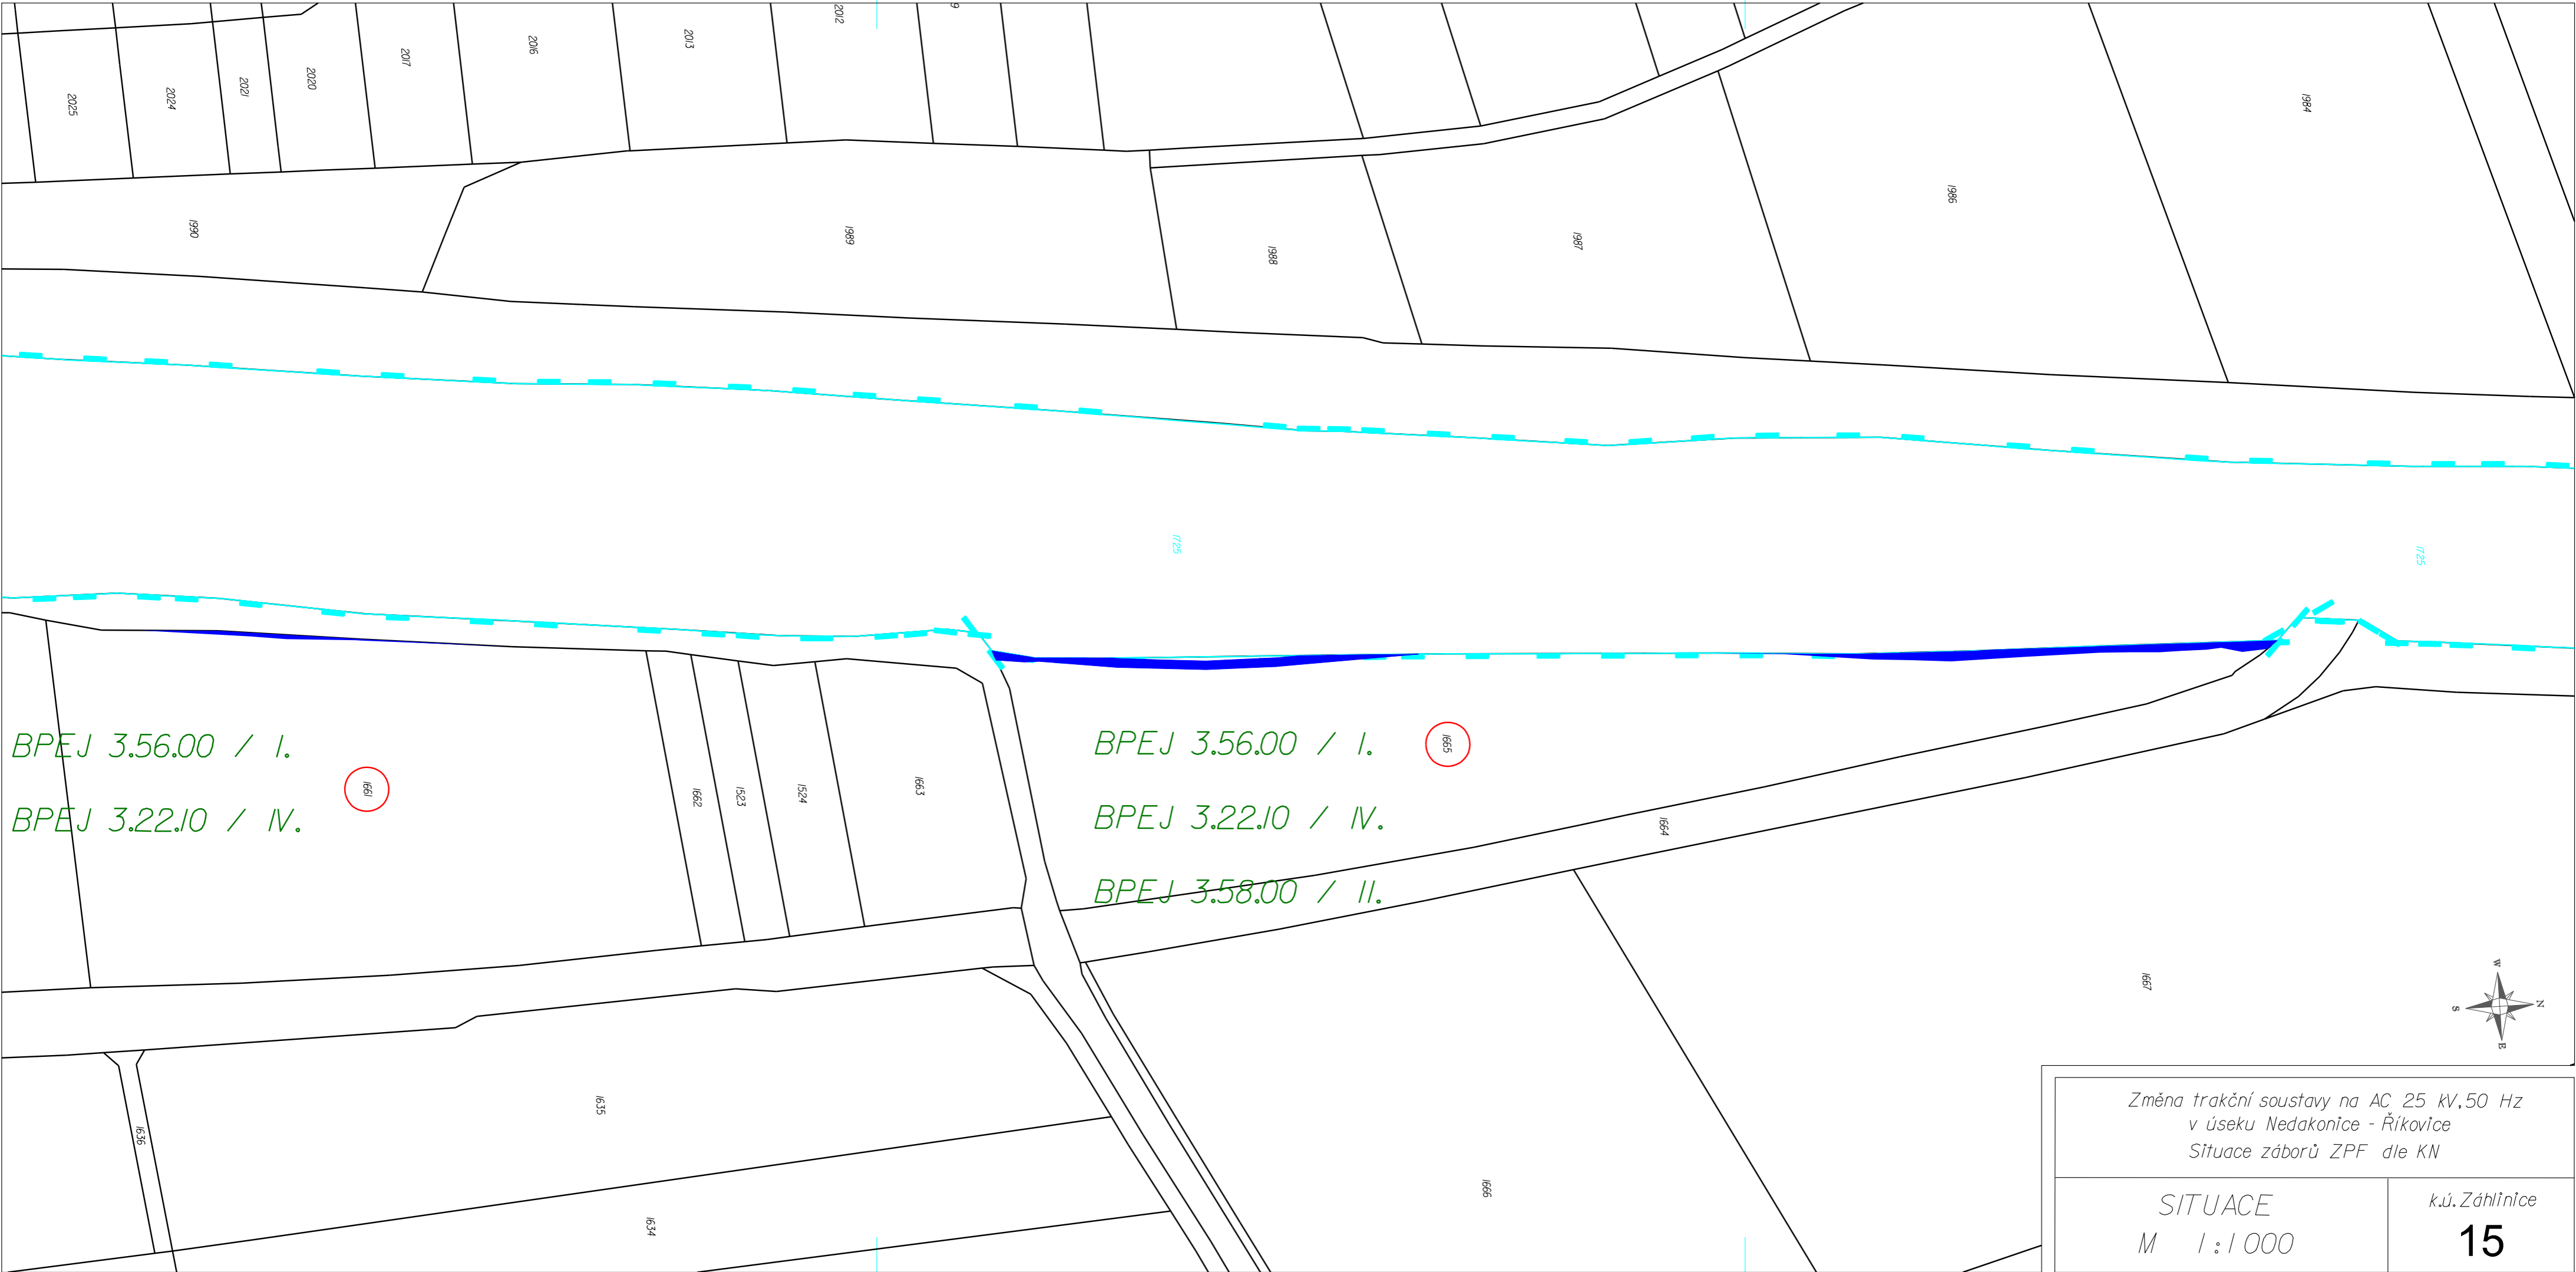 2025
2024
2021
2020
2017
2016
2013
2012
1984
1986
1990
1989
1988
1987
1725
1725
BPEJ 3.56.00 / I.
BPEJ 3.22.10 / IV.
1661
1662
1523
1524
1663
BPEJ 3.56.00 / I.
BPEJ 3.22.10 / IV.
BPEJ 3.58.00 / II.
1665
1664
1667
1635
1636
1634
1666
W
N
S
E
Změna trakční soustavy na AC 25 kV,50 Hz
v úseku Nedakonice - Říkovice
Situace záborů ZPF dle KN
SITUACE
M 1:1 000
k.ú.Záhlinice
15